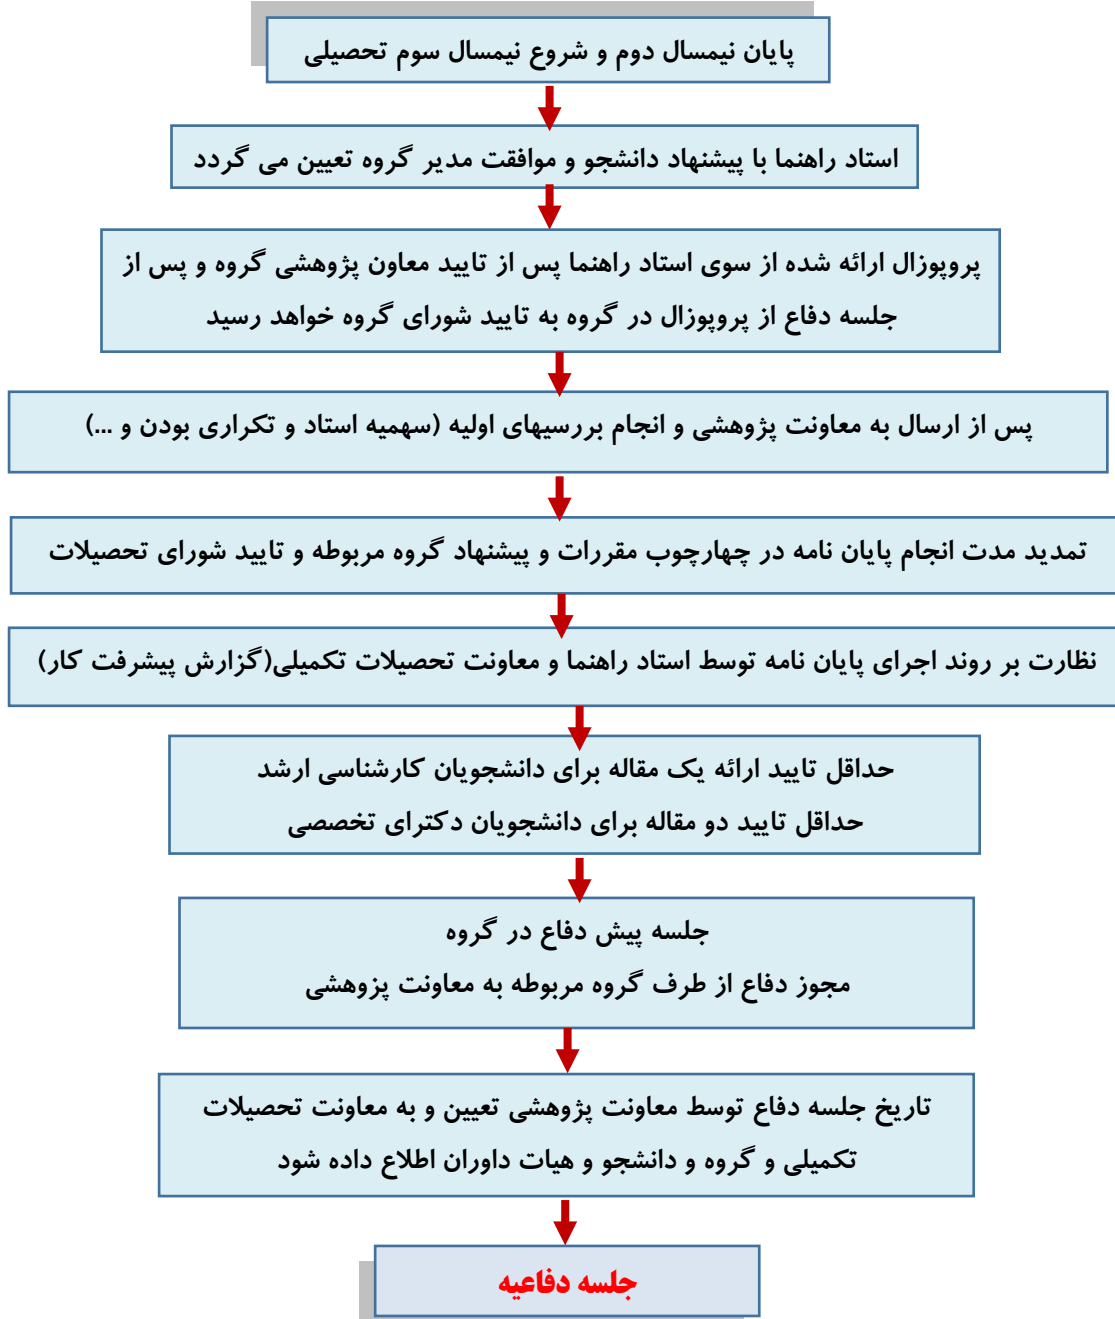 پایان نیمسال دوم و شروع نیمسال سوم تحصیلی
استاد راهنما با پیشنهاد دانشجو و موافقت مدیر گروه تعیین می گردد
پروپوزال ارائه شده از سوی استاد راهنما پس از تایید معاون پژوهشی گروه و پس از
جلسه دفاع از پروپوزال در گروه به تایید شورای گروه خواهد رسید
پس از ارسال به معاونت پژوهشی و انجام بررسیهای اولیه (سهمیه استاد و تکراری بودن و ...)
تمدید مدت انجام پایان نامه در چهارچوب مقررات و پیشنهاد گروه مربوطه و تایید شورای تحصیلات
نظارت بر روند اجرای پایان نامه توسط استاد راهنما و معاونت تحصیلات تکمیلی(گزارش پیشرفت کار)
حداقل تایید ارائه یک مقاله برای دانشجویان کارشناسی ارشد
حداقل تایید دو مقاله برای دانشجویان دکترای تخصصی
جلسه پیش دفاع در گروه
مجوز دفاع از طرف گروه مربوطه به معاونت پزوهشی
تاریخ جلسه دفاع توسط معاونت پژوهشی تعیین و به معاونت تحصیلات
تکمیلی و گروه و دانشجو و هیات داوران اطلاع داده شود
جلسه دفاعیه